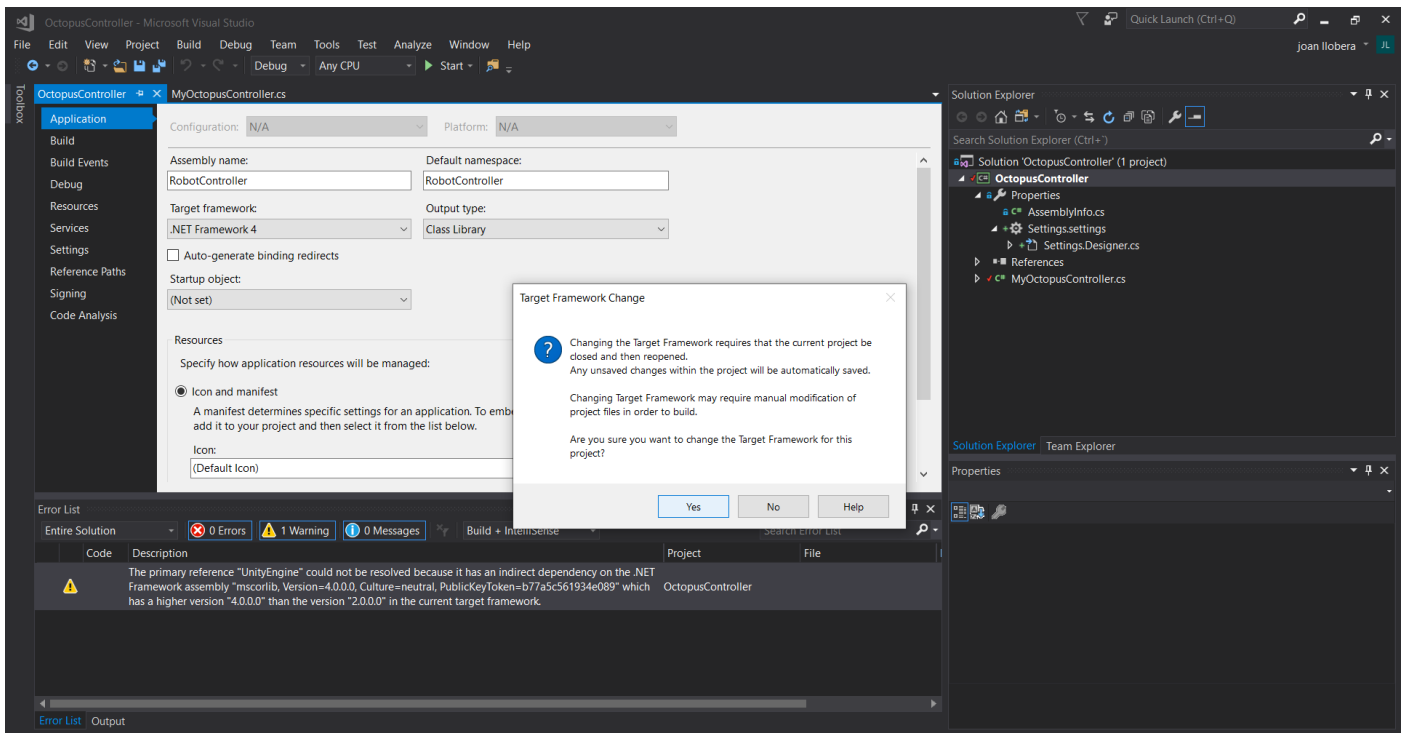 OctopusController - Microsoft Visual Studio
Quick Launch (Ctrl+Q)
File Edit View Project Build Debug Team Tools Test Analyze Window Help
joan llobera JL
Debug Any CPU Start
Toolbox
OctopusController MyOctopusController.cs
Application
Build
Build Events
Debug
Resources
Services
Settings
Reference Paths
Signing
Code Analysis
Configuration: N/A Platform: N/A
Assembly name: Default namespace:
RobotController RobotController
Target framework: Output type:
.NET Framework 4 Class Library
Auto-generate binding redirects
Startup object:
(Not set)
Resources
Specify how application resources will be managed:
Icon and manifest
A manifest determines specific settings for an application. To emb
add it to your project and then select it from the list below.
Icon:
(Default Icon)
Target Framework Change
?
Changing the Target Framework requires that the current project be
closed and then reopened.
Any unsaved changes within the project will be automatically saved.
Changing Target Framework may require manual modification of
project files in order to build.
Are you sure you want to change the Target Framework for this
project?
Yes No Help
Solution Explorer
Search Solution Explorer (Ctrl+¨)
Solution 'OctopusController' (1 project)
C# OctopusController
Properties
C# AssemblyInfo.cs
Settings.settings
Settings.Designer.cs
References
C# MyOctopusController.cs
Solution Explorer Team Explorer
Properties
Error List
Entire Solution 0 Errors 1 Warning 0 Messages Build + IntelliSense Search Error List
Code Description Project File
The primary reference "UnityEngine" could not be resolved because it has an indirect dependency on the .NET
Framework assembly "mscorlib, Version=4.0.0.0, Culture=neutral, PublicKeyToken=b77a5c561934e089" which OctopusController
has a higher version "4.0.0.0" than the version "2.0.0.0" in the current target framework.
Error List Output